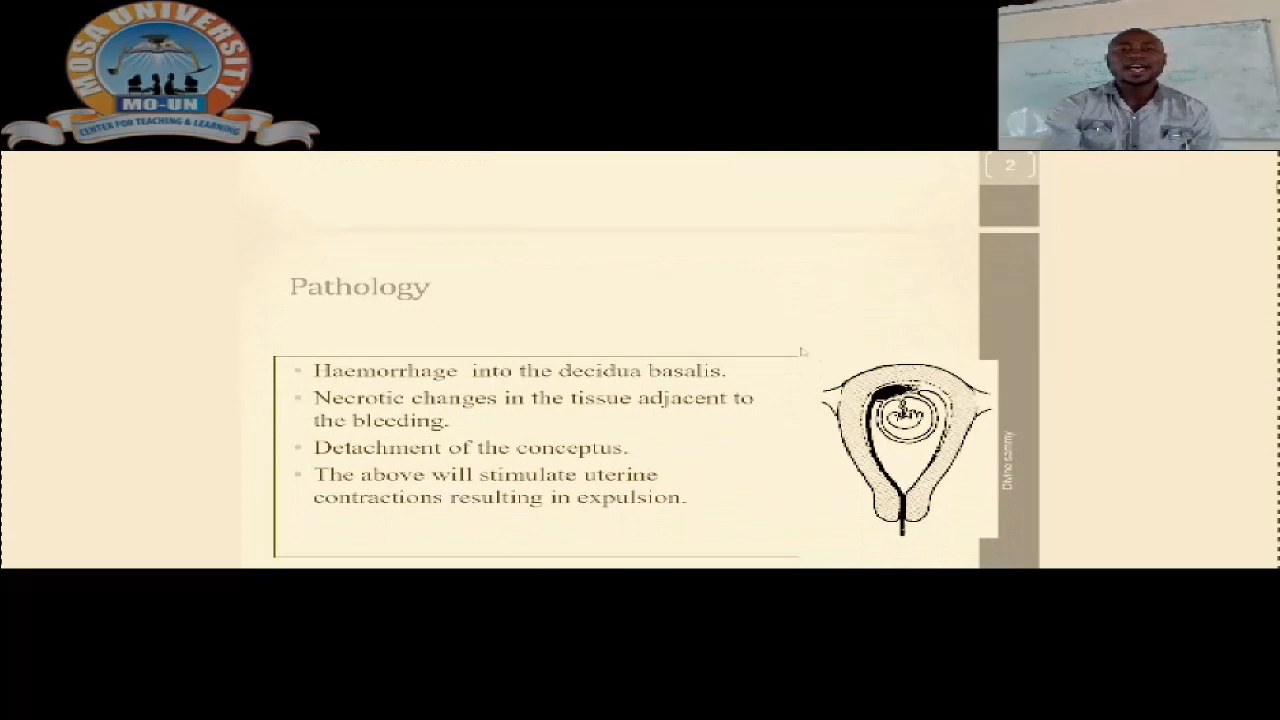 MOSA UNIVERSITY
MO-UN
CENTER FOR TEACHING & LEARNING
2
Pathology
Haemorrhage into the decidua basalis.
Necrotic changes in the tissue adjacent to
the bleeding.
Detachment of the conceptus.
The above will stimulate uterine
contractions resulting in expulsion.